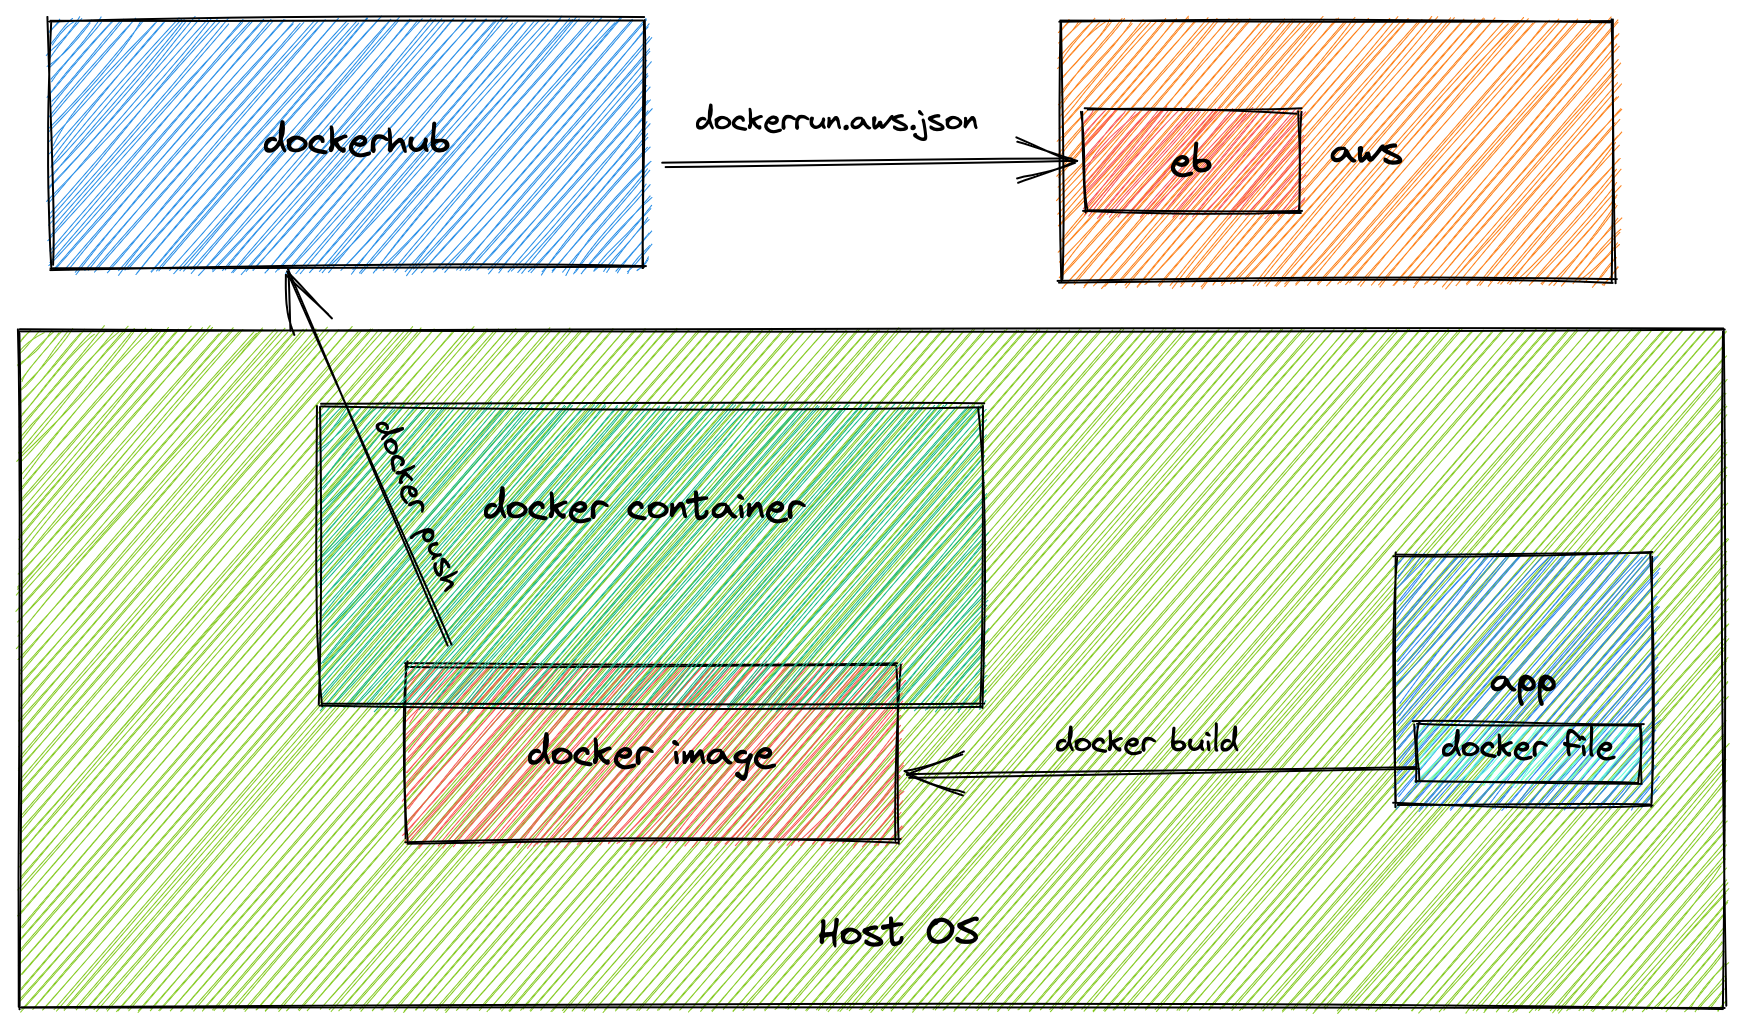 dockerhub
dockerrun.aws.json
eb
aws
docker push
docker container
app
docker file
docker build
docker image
Host OS